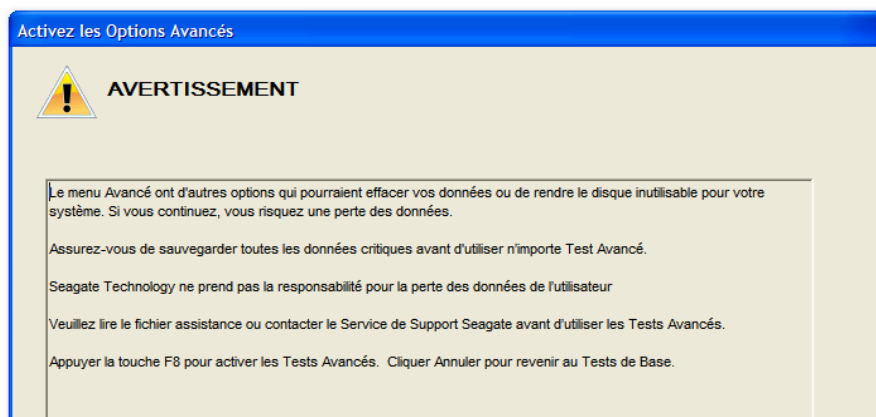 Activez les Options Avancés
AVERTISSEMENT
Le menu Avancé ont d'autres options qui pourraient effacer vos données ou de rendre le disque inutilisable pour votre
système. Si vous continuez, vous risquez une perte des données.
Assurez-vous de sauvegarder toutes les données critiques avant d'utiliser n'importe Test Avancé.
Seagate Technology ne prend pas la responsabilité pour la perte des données de l'utilisateur
Veuillez lire le fichier assistance ou contacter le Service de Support Seagate avant d'utiliser les Tests Avancés.
Appuyer la touche F8 pour activer les Tests Avancés.  Cliquer Annuler pour revenir au Tests de Base.